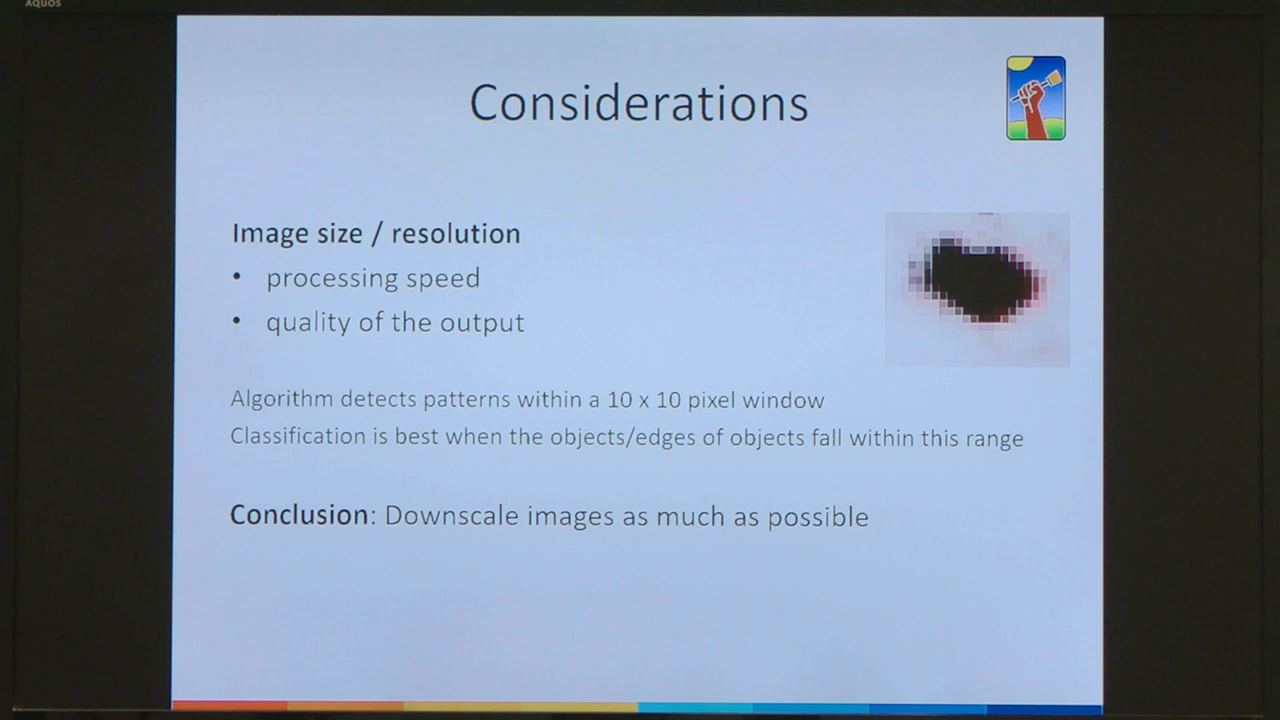 AQUOS
Considerations
Image size / resolution
• processing speed
• quality of the output
Algorithm detects patterns within a 10 x 10 pixel window
Classification is best when the objects/edges of objects fall within this range
Conclusion: Downscale images as much as possible